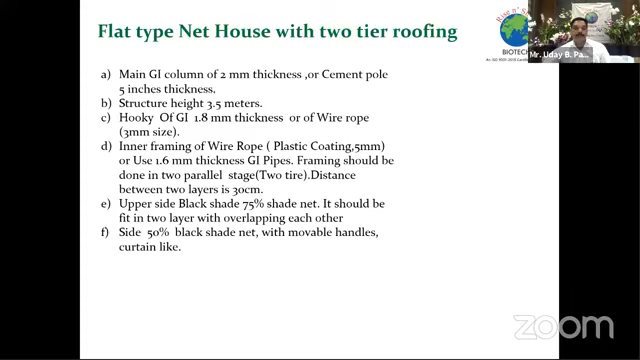 Flat type Net House with two tier roofing
a) Main GI column of 2 mm thickness ,or Cement pole
5 inches thickness.
b) Structure height 3.5 meters.
c) Hooky Of GI 1.8 mm thickness or of Wire rope
(3mm size).
d) Inner framing of Wire Rope ( Plastic Coating,5mm)
or Use 1.6 mm thickness GI Pipes. Framing should be
done in two parallel stage(Two tire).Distance
between two layers is 30cm.
e) Upper side Black shade 75% shade net. It should be
fit in two layer with overlapping each other
f) Side 50% black shade net, with movable handles,
curtain like.
BIOTEC
Mr. Uday B. Pa...
zoom